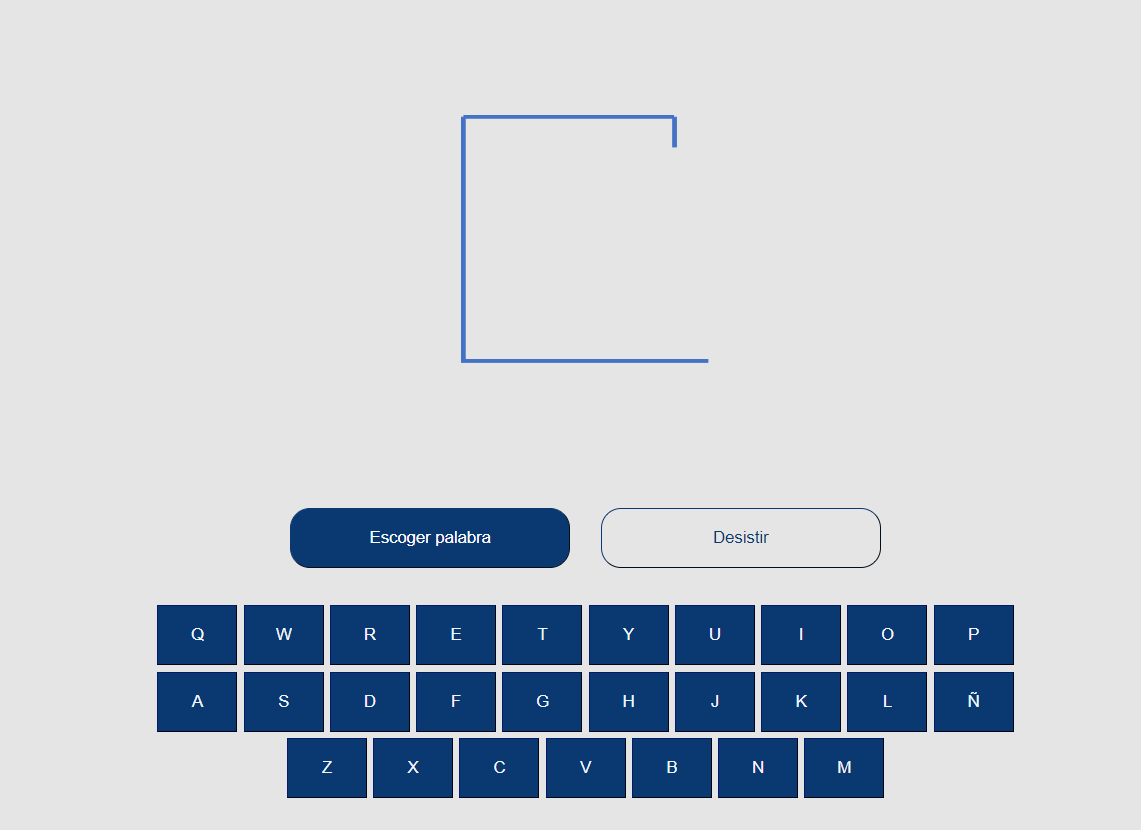 Escoger palabra Desistir
Q W R E T Y U I O P
A S D F G H J K L Ñ
Z X C V B N M